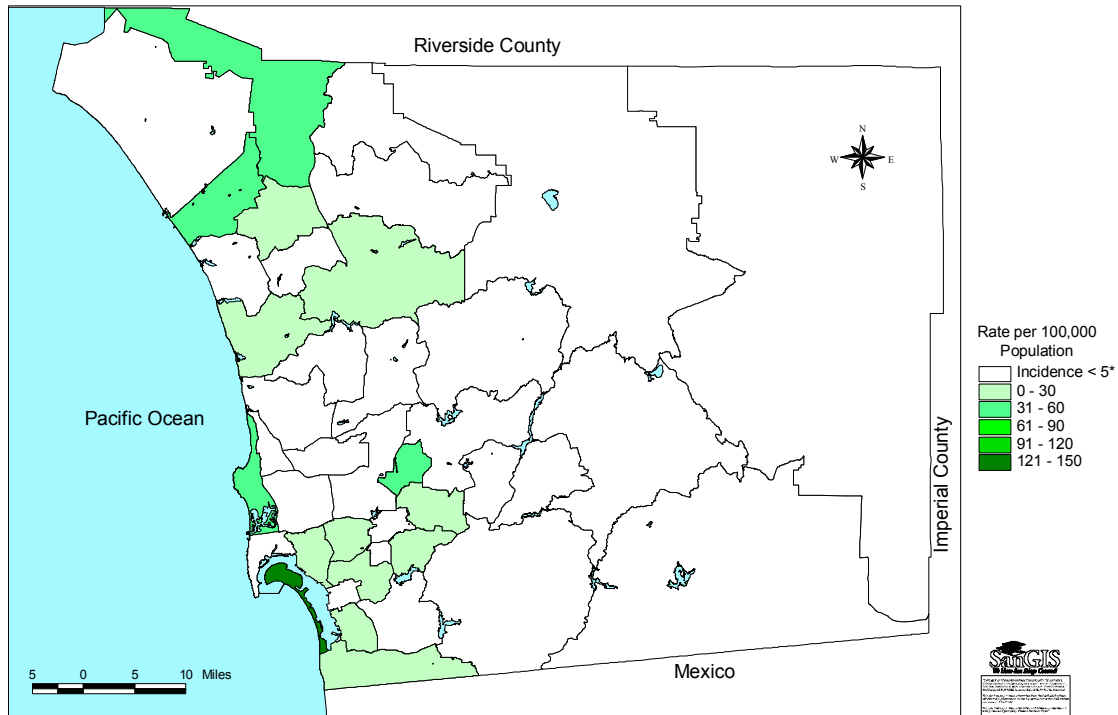 Riverside County
N
W E
S
Pacific Ocean
Imperial County
Mexico
Rate per 100,000
Population
Incidence < 5*
0 - 30
31 - 60
61 - 90
91 - 120
121 - 150
5 0 5 10 Miles
SanGIS